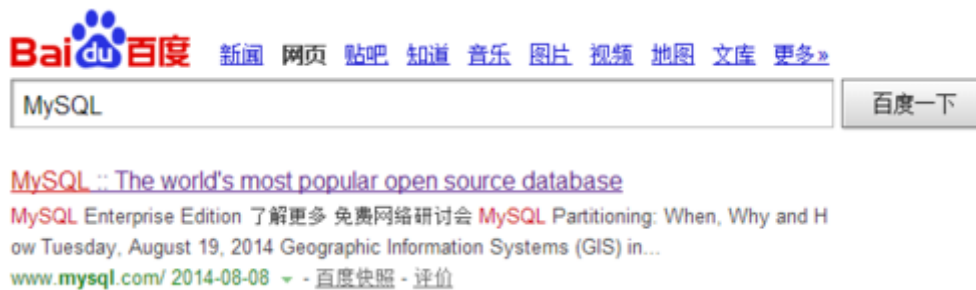 Baidu百度 新闻 网页 贴吧 知道 音乐 图片 视频 地图 文库 更多»
MySQL 百度一下
MySQL :: The world's most popular open source database
MySQL Enterprise Edition 了解更多 免费网络研讨会 MySQL Partitioning: When, Why and H
ow Tuesday, August 19, 2014 Geographic Information Systems (GIS) in...
www.mysql.com/ 2014-08-08 - 百度快照 - 评价